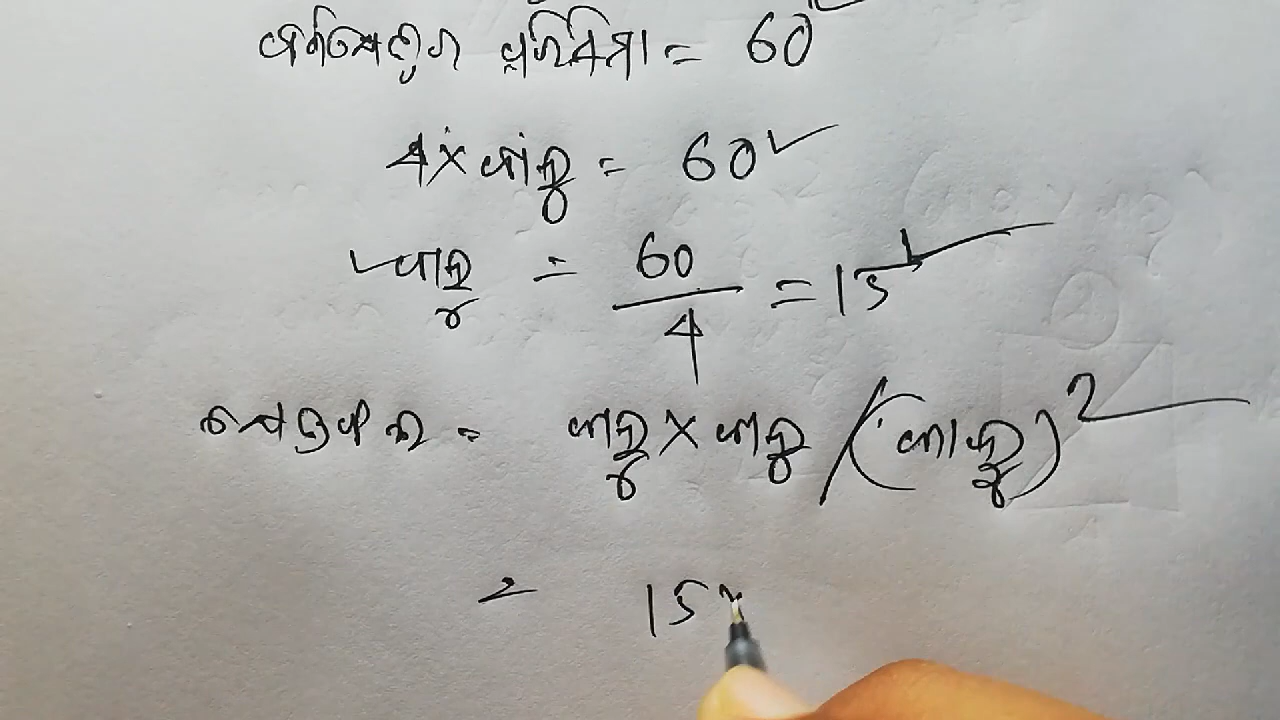 ବର୍ଗକ୍ଷେତ୍ରର ପରିସୀମା = 60
4 × ବାହୁ = 60
ବାହୁ = 60/4 = 15
କ୍ଷେତ୍ରଫଳ = ବାହୁ × ବାହୁ / (ବାହୁ)²
= 15